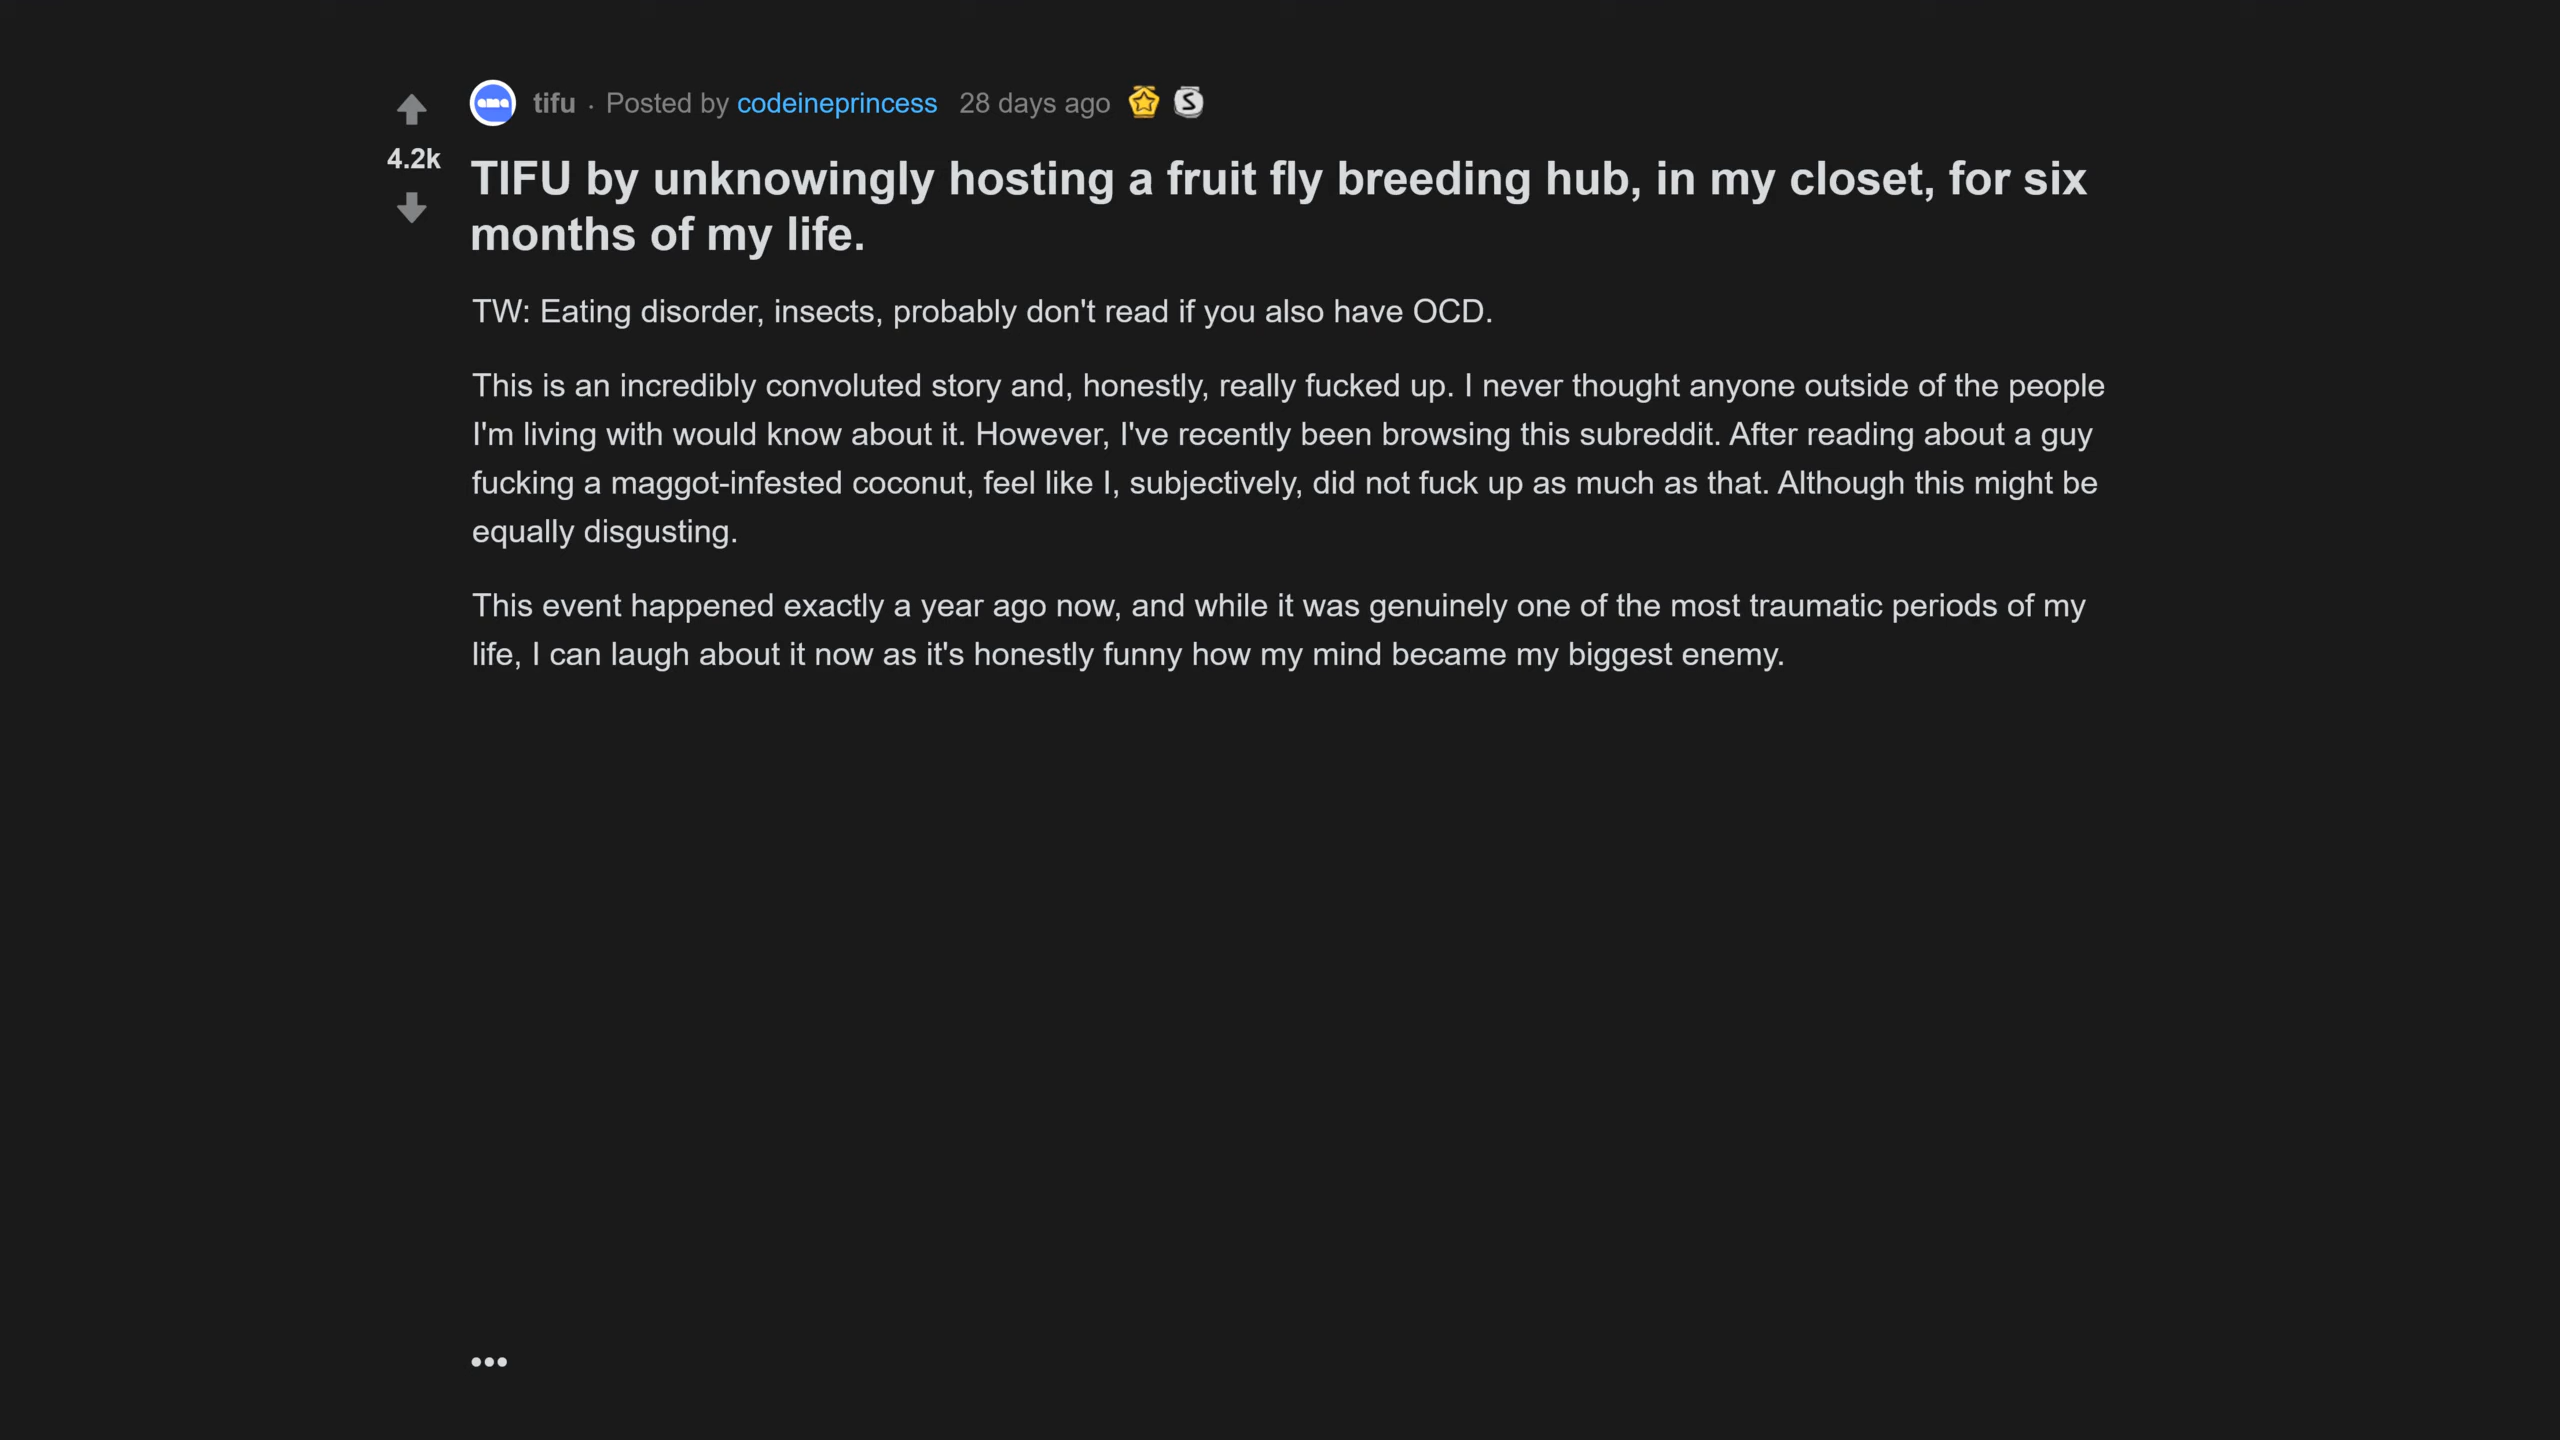 tifu · Posted by codeineprincess 28 days ago
4.2k
TIFU by unknowingly hosting a fruit fly breeding hub, in my closet, for six
months of my life.
TW: Eating disorder, insects, probably don't read if you also have OCD.
This is an incredibly convoluted story and, honestly, really fucked up. I never thought anyone outside of the people
I'm living with would know about it. However, I've recently been browsing this subreddit. After reading about a guy
fucking a maggot-infested coconut, feel like I, subjectively, did not fuck up as much as that. Although this might be
equally disgusting.
This event happened exactly a year ago now, and while it was genuinely one of the most traumatic periods of my
life, I can laugh about it now as it's honestly funny how my mind became my biggest enemy.
•••